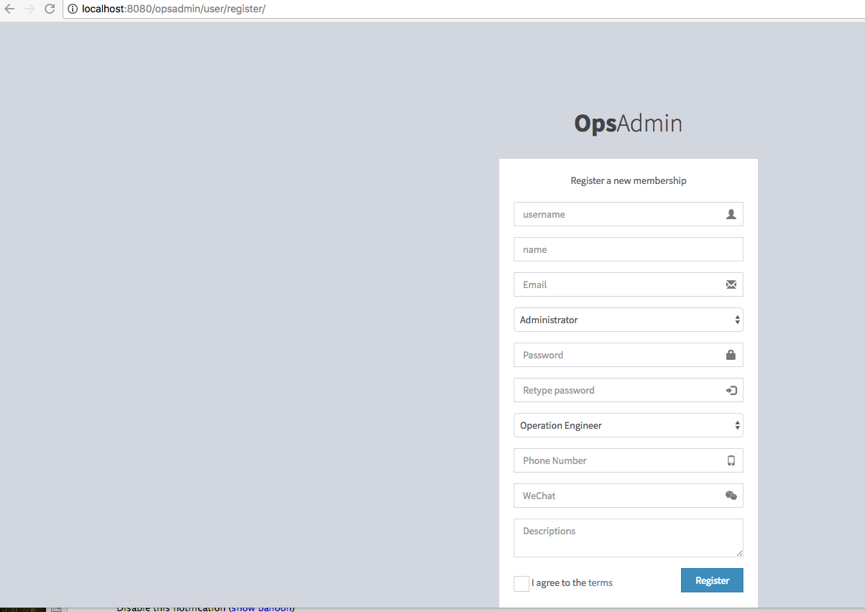 localhost:8080/opsadmin/user/register/
OpsAdmin
Register a new membership
username
name
Email
Administrator
Password
Retype password
Operation Engineer
Phone Number
WeChat
Descriptions
I agree to the terms
Register
Disable this notification (show balloon)